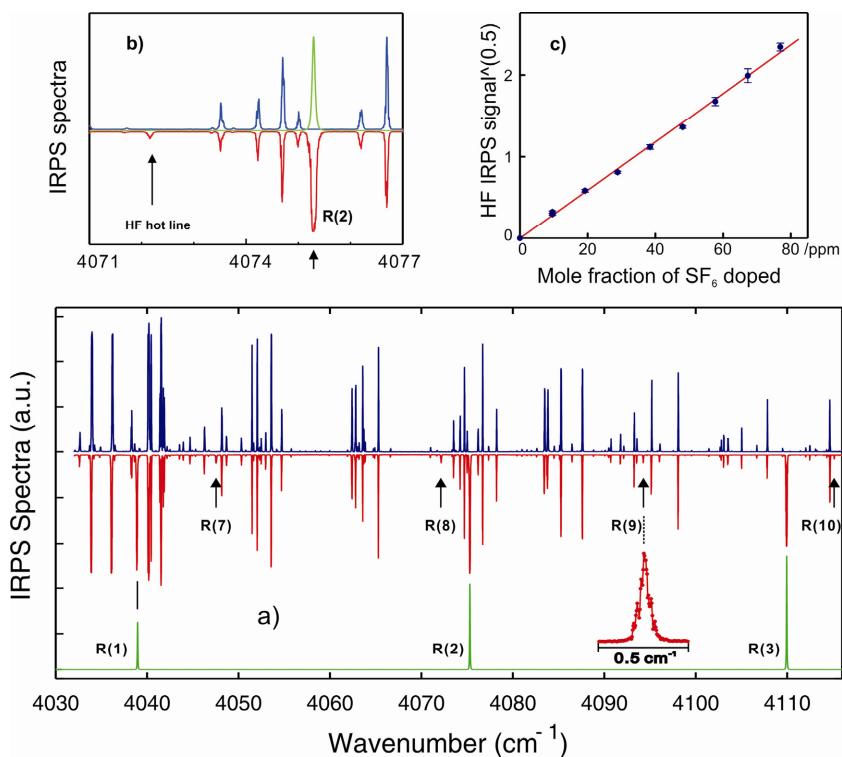 b)
IRPS spectra
HF hot line
R(2)
4071
4074
4077
c)
HF IRPS signal^(0.5)
2
1
0
0
20
40
60
80
/ppm
Mole fraction of SF6 doped
IRPS Spectra (a.u.)
R(7)
R(8)
R(9)
R(10)
a)
R(1)
R(2)
R(3)
0.5 cm-1
4030
4040
4050
4060
4070
4080
4090
4100
4110
Wavenumber (cm-1)